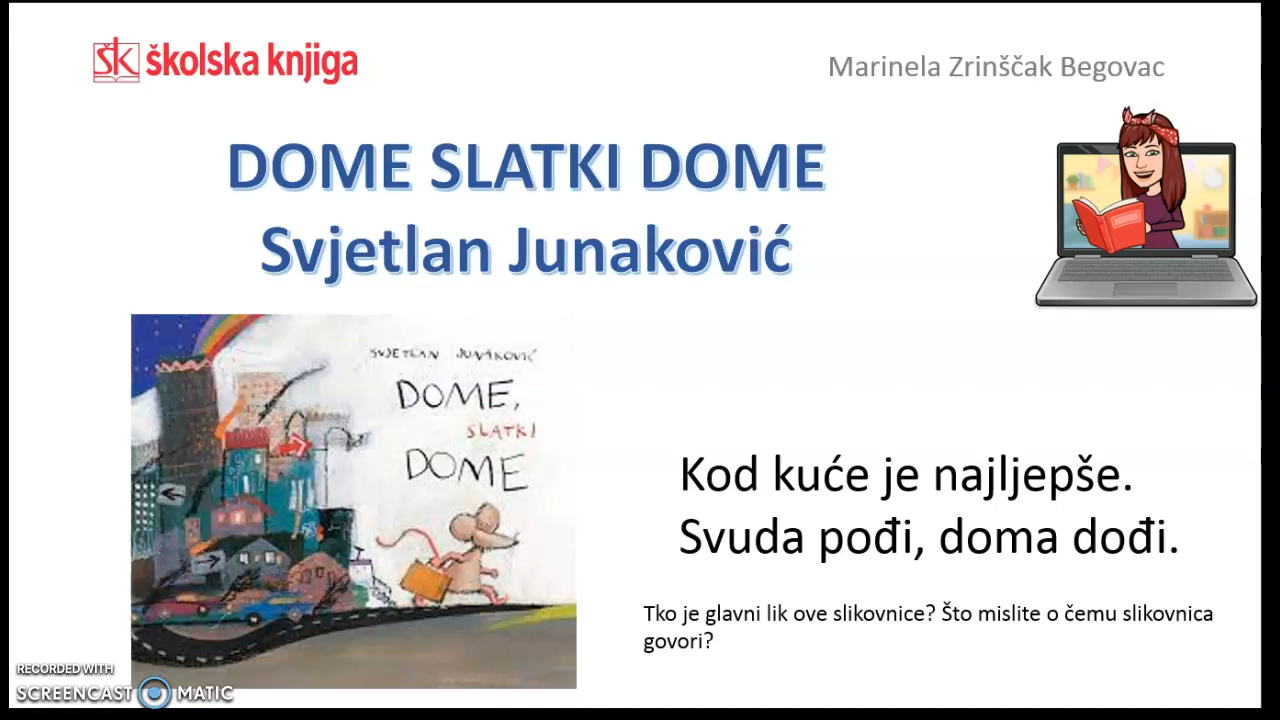 ŠK školska knjiga
Marinela Zrinščak Begovac
DOME SLATKI DOME
Svjetlan Junaković
SVJETLAN JUNAKOVIĆ
DOME,
SLATKI
DOME
Kod kuće je najljepše.
Svuda pođi, doma dođi.
Tko je glavni lik ove slikovnice? Što mislite o čemu slikovnica
govori?
RECORDED WITH
SCREENCAST MATIC